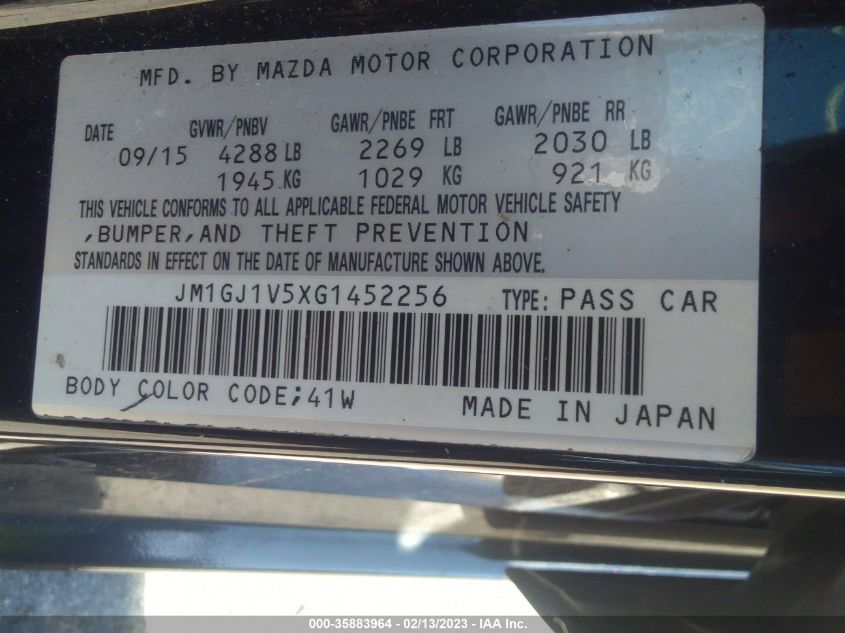 MFD. BY MAZDA MOTOR CORPORATION
DATE GVWR/PNBV GAWR/PNBE FRT GAWR/PNBE RR
09/15 4288 LB 2269 LB 2030 LB
1945 KG 1029 KG 921 KG
THIS VEHICLE CONFORMS TO ALL APPLICABLE FEDERAL MOTOR VEHICLE SAFETY
,BUMPER,AND THEFT PREVENTION
STANDARDS IN EFFECT ON THE DATE OF MANUFACTURE SHOWN ABOVE.
JM1GJ1V5XG1452256 TYPE: PASS CAR
BODY COLOR CODE;41W MADE IN JAPAN
000-35883964 - 02/13/2023 - IAA Inc.